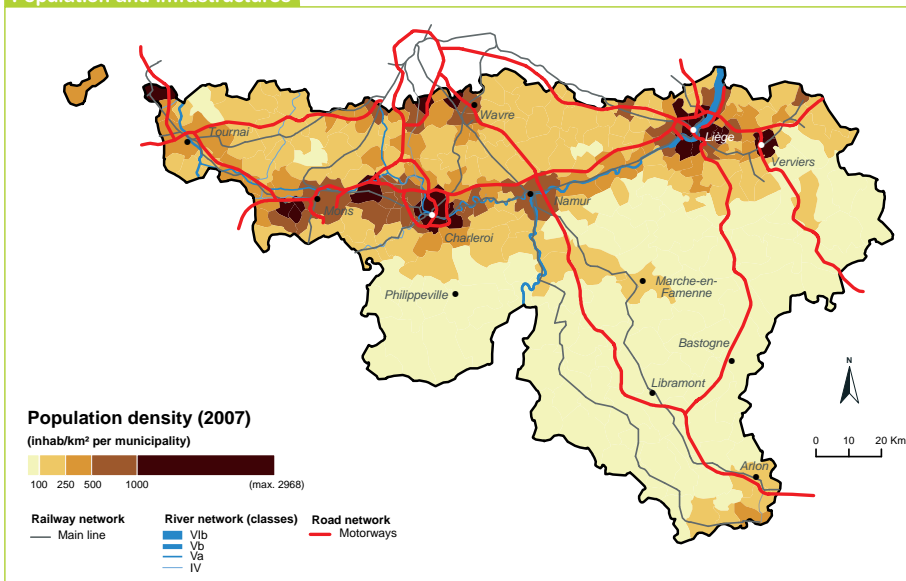 Population and infrastructures
Wavre
Tournai
Liège
Verviers
Mons
Namur
Charleroi
Philippeville
Marche-en-
Famenne
Bastogne
Libramont
N
0 10 20 Km
Arlon
Population density (2007)
(inhab/km² per municipality)
100 250 500 1000 (max. 2968)
Railway network
Main line
River network (classes)
VIb
Vb
Va
IV
Road network
Motorways